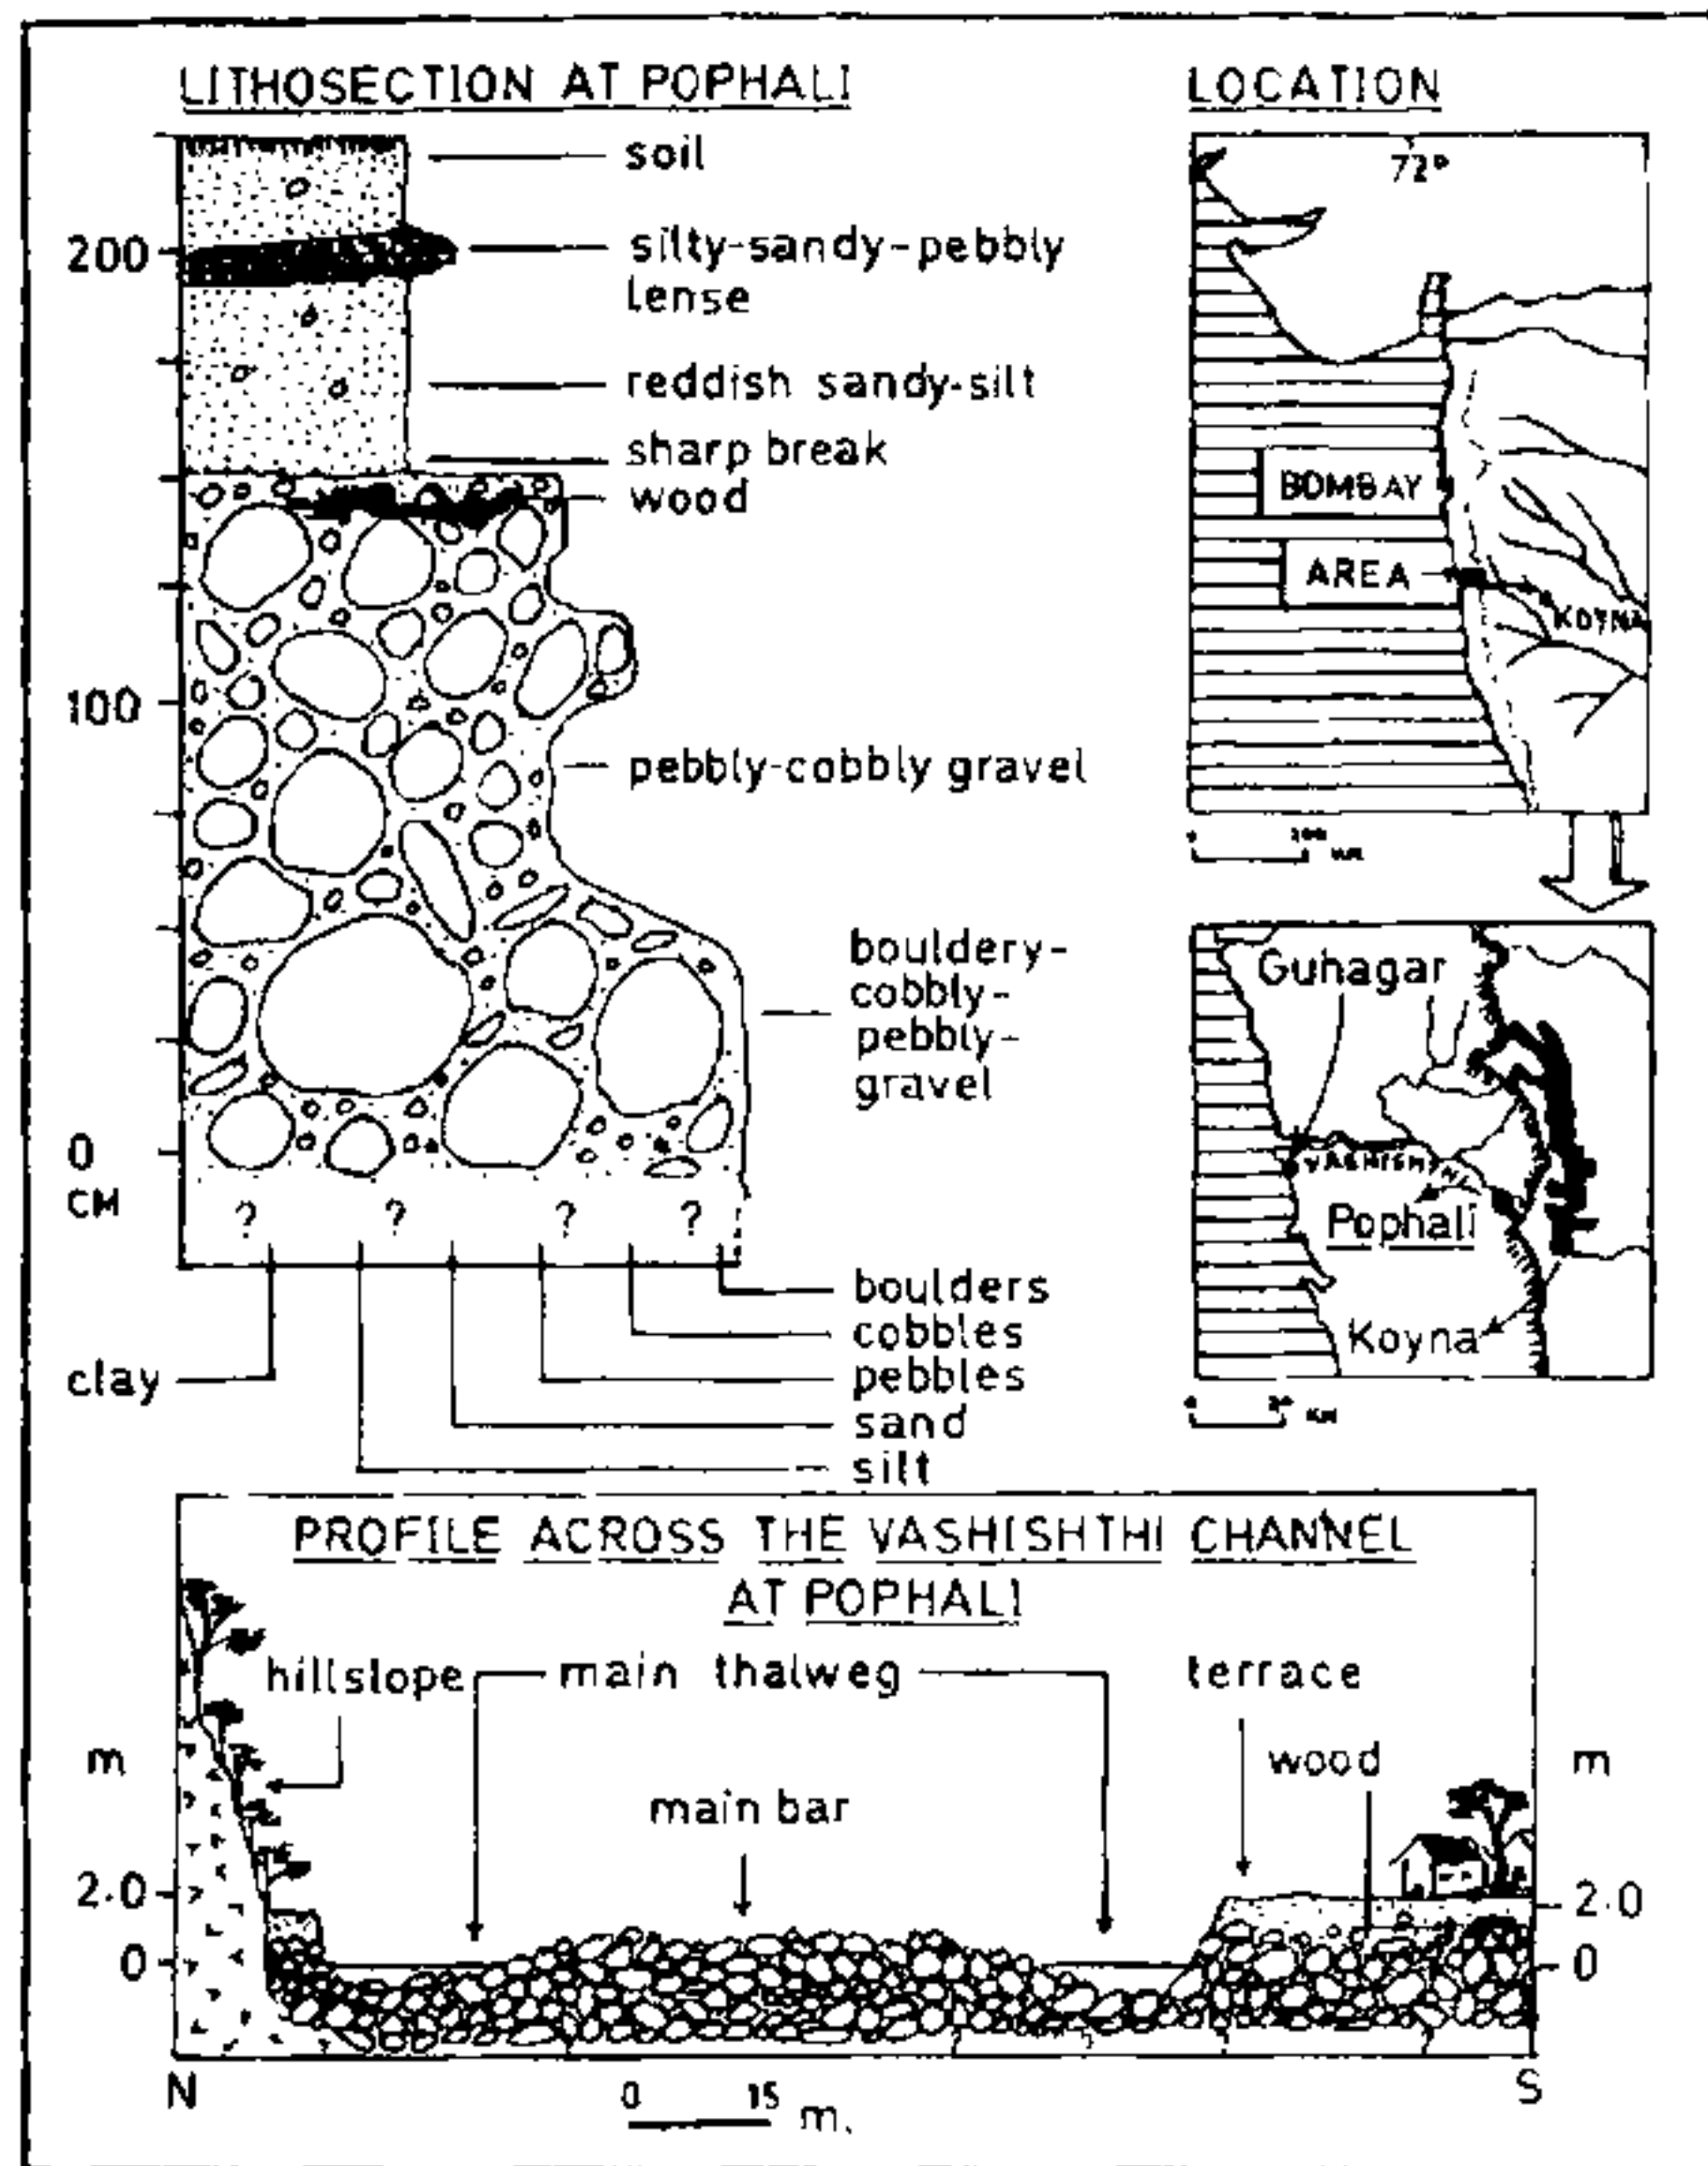 LITHOSECTION AT POPHALI
soil
200
silty-sandy-pebbly
lense
reddish sandy-silt
sharp break
wood
100
pebbly-cobbly gravel
bouldery-
cobbly-
pebbly-
gravel
0
CM
? ? ? ?
boulders
cobbles
clay
pebbles
sand
silt
LOCATION
72°
BOMBAY
AREA
KOYNA
Guhagar
VASHISHTHI
Pophali
Koyna
PROFILE ACROSS THE VASHISHTHI CHANNEL
AT POPHALI
hillslope
main thalweg
terrace
m
wood
m
main bar
2.0
2.0
0
0
N
0 15 m.
S